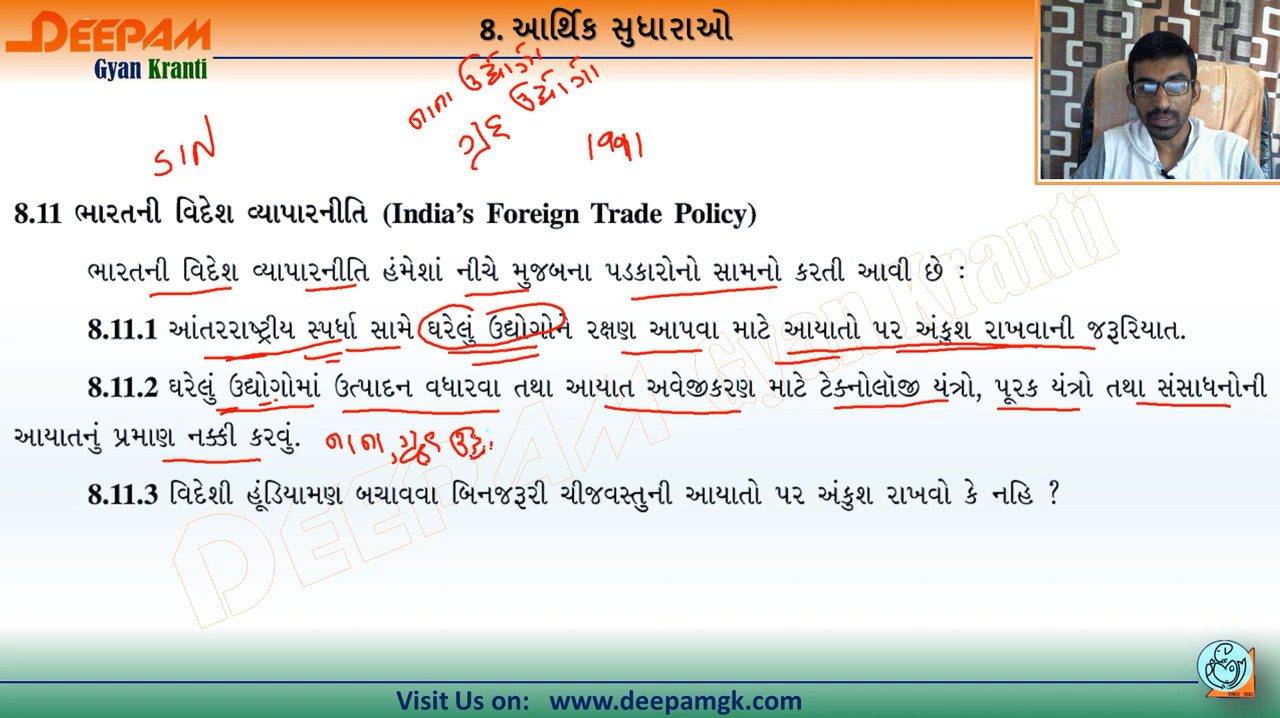 DEEPAM
Gyan Kranti
8. આર્થિક સુધારાઓ
નાના ઉદ્યોગો
ગૃહ ઉદ્યોગો
1991
SIN
8.11 ભારતની વિદેશ વ્યાપારનીતિ (India's Foreign Trade Policy)
ભારતની વિદેશ વ્યાપારનીતિ હંમેશાં નીચે મુજબના પડકારોનો સામનો કરતી આવી છે :
8.11.1 આંતરરાષ્ટ્રીય સ્પર્ધા સામે ઘરેલું ઉદ્યોગોને રક્ષણ આપવા માટે આયાતો પર અંકુશ રાખવાની જરૂરિયાત.
8.11.2 ઘરેલું ઉદ્યોગોમાં ઉત્પાદન વધારવા તથા આયાત અવેજીકરણ માટે ટેક્નોલૉજી યંત્રો, પૂરક યંત્રો તથા સંસાધનોની
આયાતનું પ્રમાણ નક્કી કરવું. નાના, ગૃહ
8.11.3 વિદેશી હૂંડિયામણ બચાવવા બિનજરૂરી ચીજવસ્તુની આયાતો પર અંકુશ રાખવો કે નહિ ?
DEEPAM Gyan Kranti
Visit Us on: www.deepamgk.com